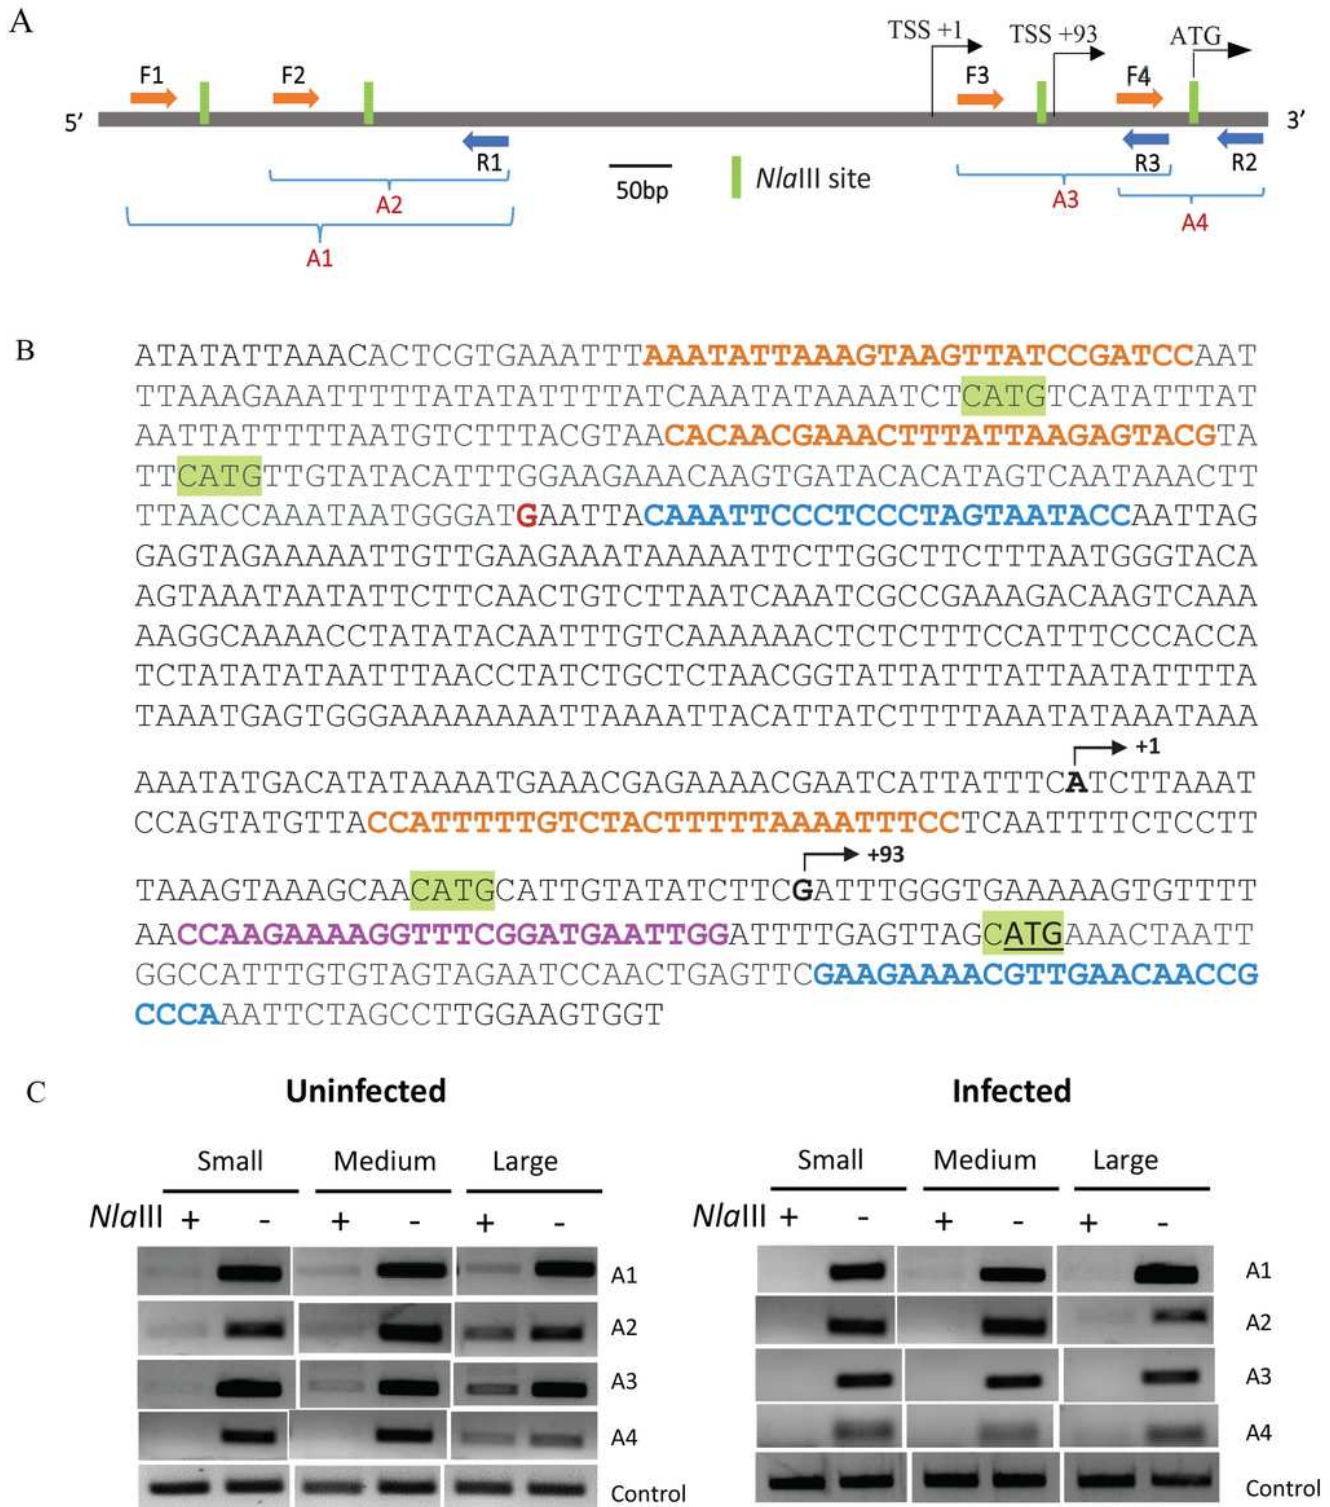 A
TSS +1
TSS +93
ATG
F1
F2
F3
F4
5'
3'
R1
R3
R2
50bp
NlaIII site
A2
A3
A1
A4
B
ATATATTAAACACTCGTGAAATTTAAATATTAAAGTAAGTTATCCGATCCAAT
TTAAAGAAATTTTTATATATTTTATCAAATATAAAATCTCATGTCATATTTAT
AATTATTTTTAATGTCTTTACGTAACACAACGAAACTTTATTAAGAGTACGTA
TTCATGTTGTATACATTTGGAAGAAACAAGTGATACACATAGTCAATAAACTT
TTAACCAAATAATGGGATGAATTACAAATTCCCTCCCTAGTAATACCAATTAG
GAGTAGAAAAATTGTTGAAGAAATAAAAATTCTTGGCTTCTTTAATGGGTACA
AGTAAATAATATTCTTCAACTGTCTTAATCAAATCGCCGAAAGACAAGTCAAA
AAGGCAAAACCTATATACAATTTGTCAAAAAACTCTCTTTCCATTTCCCACCA
TCTATATATAATTTAACCTATCTGCTCTAACGGTATTATTTATTAATATTTTA
TAAATGAGTGGGAAAAAAAAATTAAAATTACATTATCTTTTAAATATAAATAAA
+1
AAATATGACATATAAAATGAAACGAGAAAACGAATCATTATTTCATCTTAAAT
CCAGTATGTTACCATTTTTGTCTACTTTTTAAAATTTCCTCAATTTTCTCCTT
+93
TAAAGTAAAGCAACATGCATTGTATATCTTCGATTTGGGTGAAAAAGTGTTTT
AACCAAGAAAAGGTTTCGGATGAATTGGATTTTGAGTTAGCATGAAACTAATT
GGCCATTTGTGTAGTAGAATCCAACTGAGTTCGAAGAAAACGTTGAACAACCG
CCCAAATTCTAGCCTTGGAAGTGGT
C
Uninfected
Infected
Small Medium Large
Small Medium Large
NlaIII + - + - + -
NlaIII + - + - + -
A1
A2
A3
A4
Control
A1
A2
A3
A4
Control